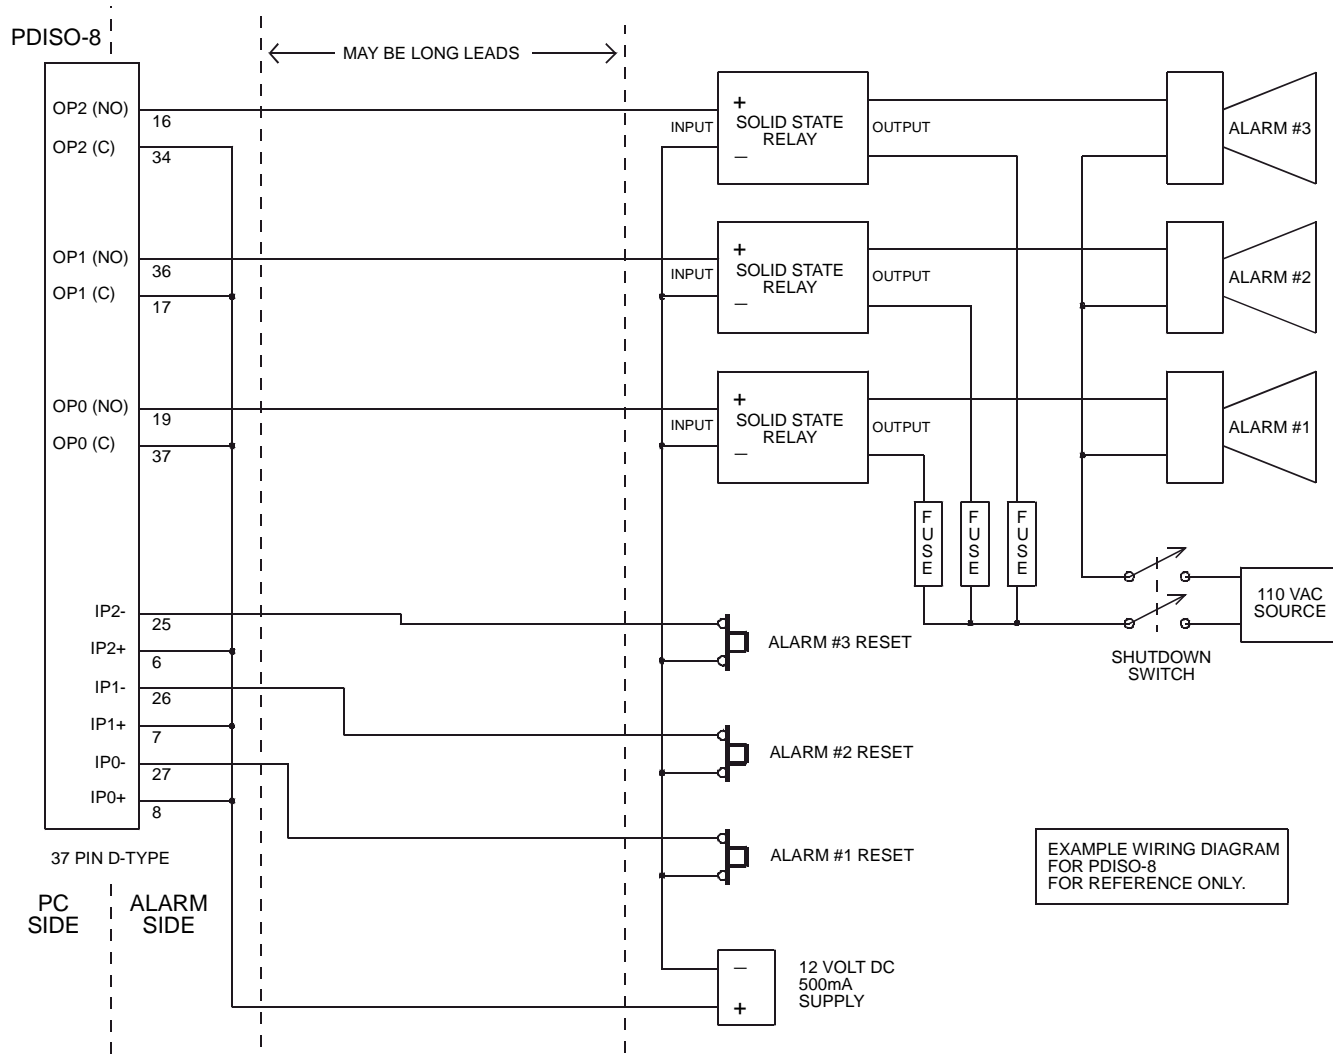 PDISO-8
MAY BE LONG LEADS
OP2 (NO)
16
OP2 (C)
34
INPUT
+
SOLID STATE
RELAY
–
OUTPUT
ALARM #3
OP1 (NO)
36
OP1 (C)
17
INPUT
+
SOLID STATE
RELAY
–
OUTPUT
ALARM #2
OP0 (NO)
19
OP0 (C)
37
INPUT
+
SOLID STATE
RELAY
–
OUTPUT
ALARM #1
FUSE
FUSE
FUSE
110 VAC
SOURCE
SHUTDOWN
SWITCH
IP2-
25
IP2+
6
IP1-
26
IP1+
7
IP0-
27
IP0+
8
ALARM #3 RESET
ALARM #2 RESET
ALARM #1 RESET
37 PIN D-TYPE
PC
SIDE
ALARM
SIDE
EXAMPLE WIRING DIAGRAM
FOR PDISO-8
FOR REFERENCE ONLY.
–
+
12 VOLT DC
500mA
SUPPLY